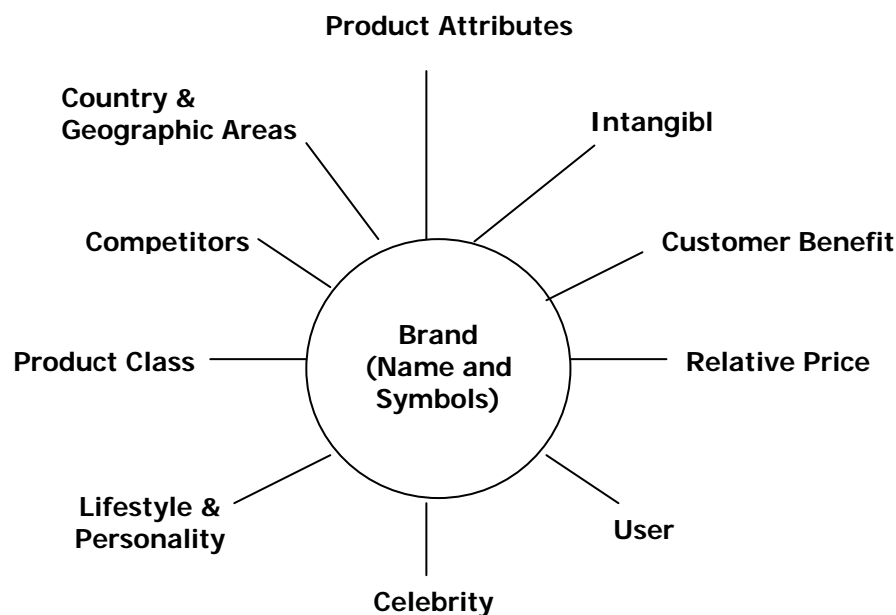 Product Attributes
Country &
Geographic Areas
Intangibl
Competitors
Customer Benefit
Brand
(Name and
Symbols)
Product Class
Relative Price
Lifestyle &
Personality
User
Celebrity